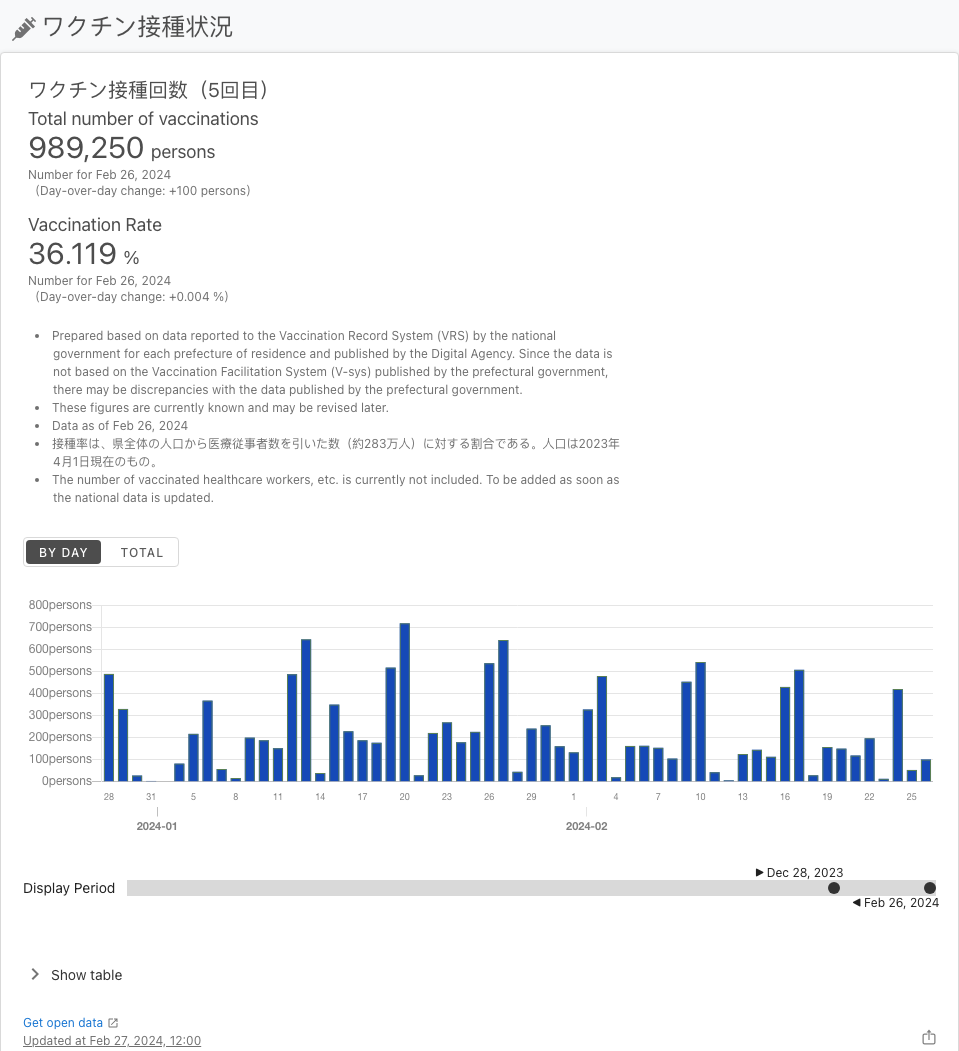 ワクチン接種状況
ワクチン接種回数（5回目）
Total number of vaccinations
989,250 persons
Number for Feb 26, 2024
（Day-over-day change: +100 persons）
Vaccination Rate
36.119 %
Number for Feb 26, 2024
（Day-over-day change: +0.004 %）
• Prepared based on data reported to the Vaccination Record System (VRS) by the national
government for each prefecture of residence and published by the Digital Agency. Since the data is
not based on the Vaccination Facilitation System (V-sys) published by the prefectural government,
there may be discrepancies with the data published by the prefectural government.
• These figures are currently known and may be revised later.
• Data as of Feb 26, 2024
• 接種率は、県全体の人口から医療従事者数を引いた数（約283万人）に対する割合である。人口は2023年
4月1日現在のもの。
• The number of vaccinated healthcare workers, etc. is currently not included. To be added as soon as
the national data is updated.
BY DAY TOTAL
800persons
700persons
600persons
500persons
400persons
300persons
200persons
100persons
0persons
28 31 5 8 11 14 17 20 23 26 29 1 4 7 10 13 16 19 22 25
2024-01 2024-02
Dec 28, 2023
Display Period
Feb 26, 2024
Show table
Get open data
Updated at Feb 27, 2024, 12:00